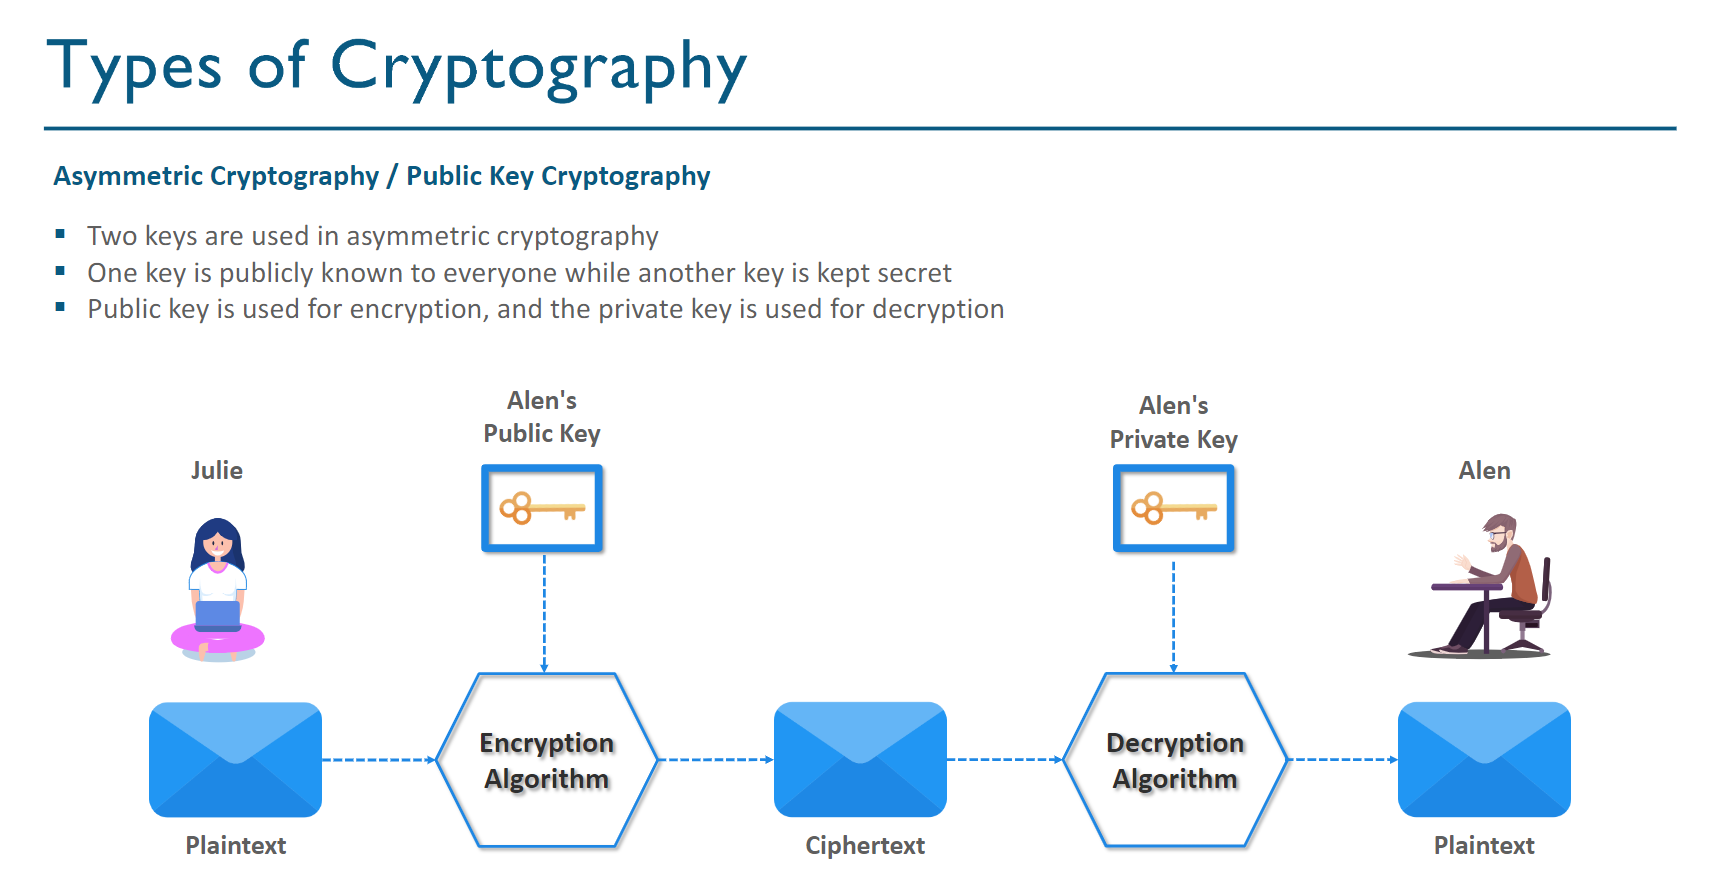 Types of Cryptography
Asymmetric Cryptography / Public Key Cryptography
▪ Two keys are used in asymmetric cryptography
▪ One key is publicly known to everyone while another key is kept secret
▪ Public key is used for encryption, and the private key is used for decryption
Alen's
Public Key
Alen's
Private Key
Julie
Alen
Encryption
Algorithm
Decryption
Algorithm
Plaintext
Ciphertext
Plaintext